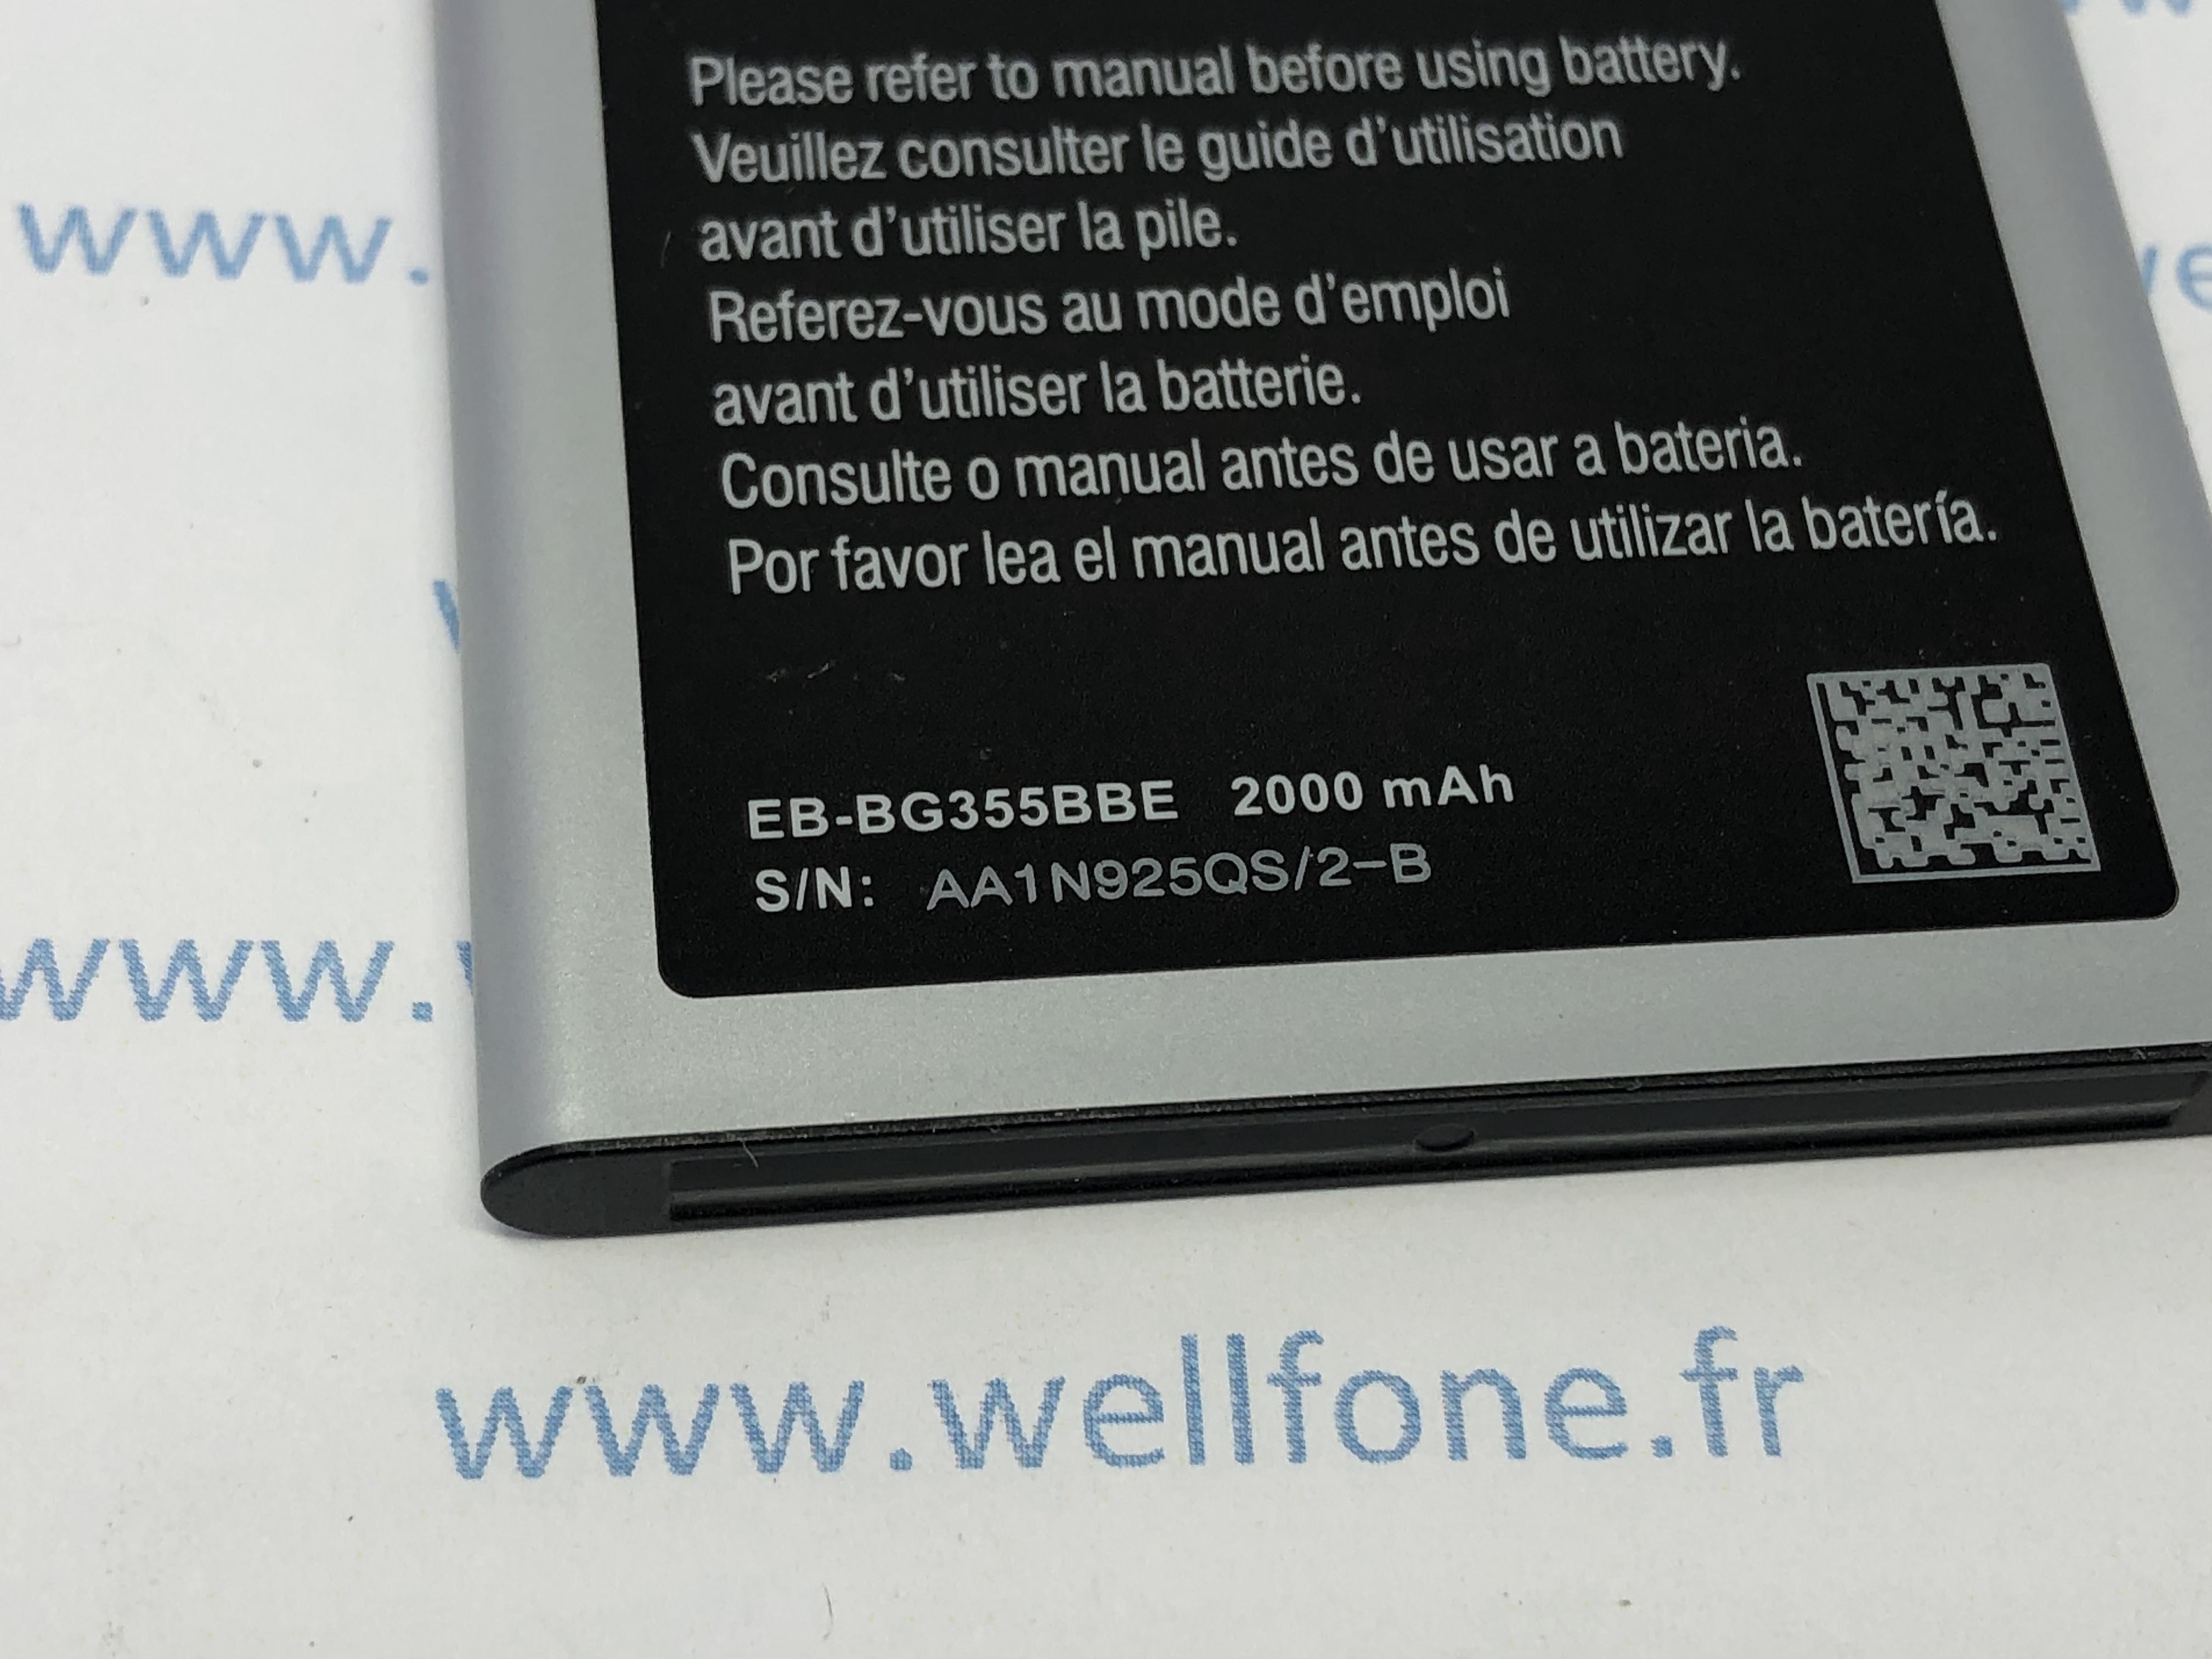 Please refer to manual before using battery.
Veuillez consulter le guide d'utilisation
avant d'utiliser la pile.
Referez-vous au mode d'emploi
avant d'utiliser la batterie.
Consulte o manual antes de usar a bateria.
Por favor lea el manual antes de utilizar la batería.
EB-BG355BBE 2000 mAh
S/N: AA1N925QS/2-B
www.
www.
www.wellfone.fr